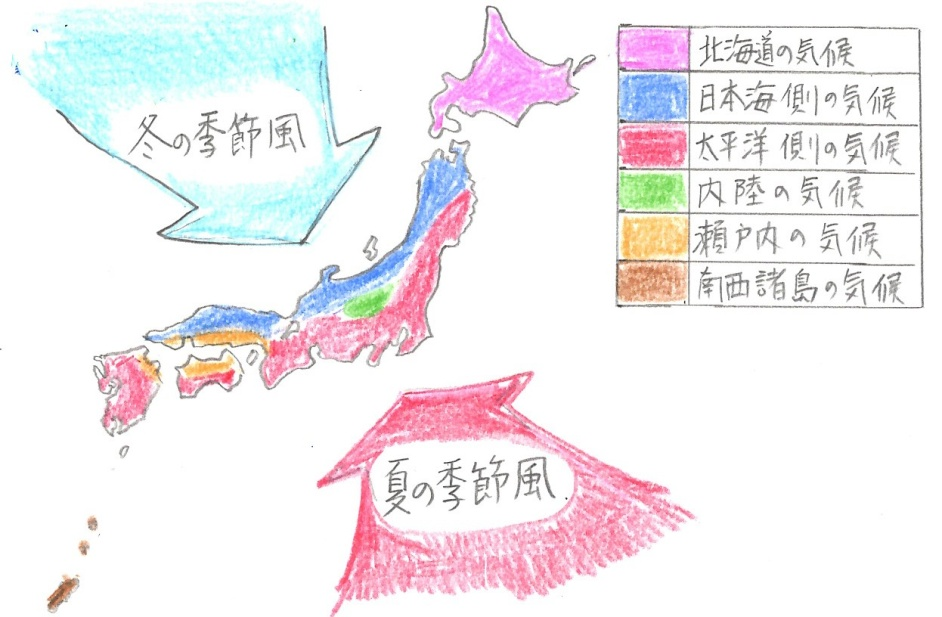 冬の季節風
北海道の気候
日本海側の気候
太平洋側の気候
内陸の気候
瀬戸内の気候
南西諸島の気候
夏の季節風